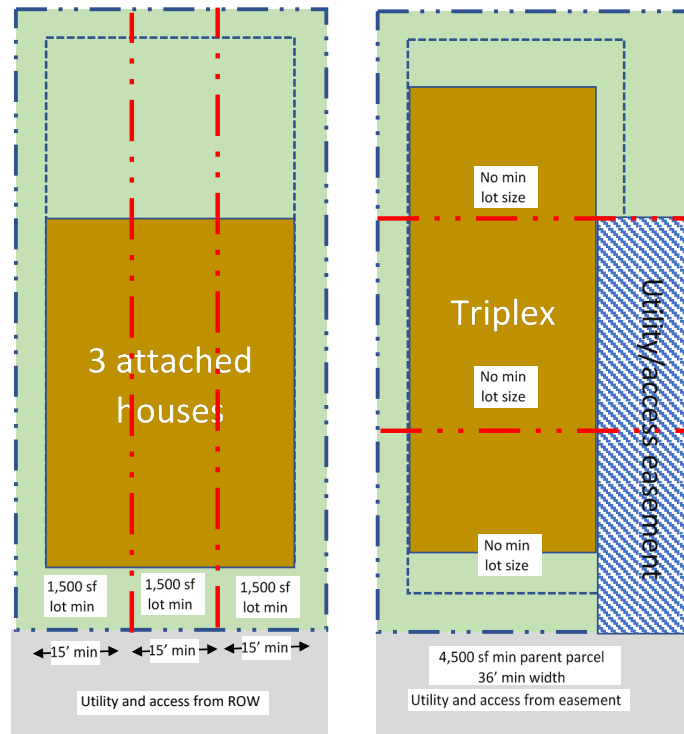 3 attached
houses
1,500 sf
lot min
1,500 sf
lot min
1,500 sf
lot min
15’ min
15’ min
15’ min
Utility and access from ROW
No min
lot size
Triplex
No min
lot size
No min
lot size
Utility/access easement
4,500 sf min parent parcel
36’ min width
Utility and access from easement